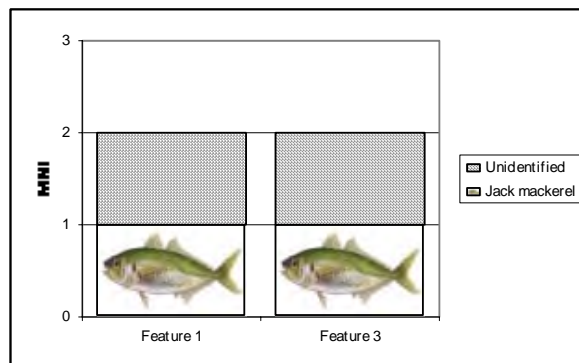 3
2
1
0
MNI
Feature 1
Feature 3
Unidentified
Jack mackerel